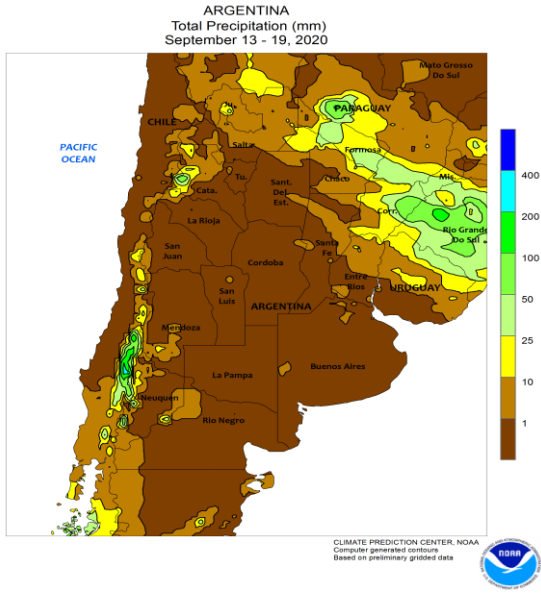 ARGENTINA
Total Precipitation (mm)
September 13 - 19, 2020
Mato Grosso
Do Sul
PARAGUAY
Ju.
CHILE
PACIFIC
OCEAN
Salta
Formosa
Tu.
Cata.
Sant.
Del
Est.
Chaco
Mis.
Corr.
La Rioja
Rio Grande
Do Sul
San
Juan
Santa
Fe
Cordoba
Entre
Rios
URUGUAY
San
Luis
ARGENTINA
Mendoza
La Pampa
Buenos Aires
Neuquen
Rio Negro
400
200
100
50
25
10
1
CLIMATE PREDICTION CENTER, NOAA
Computer generated contours
Based on preliminary gridded data
NOAA